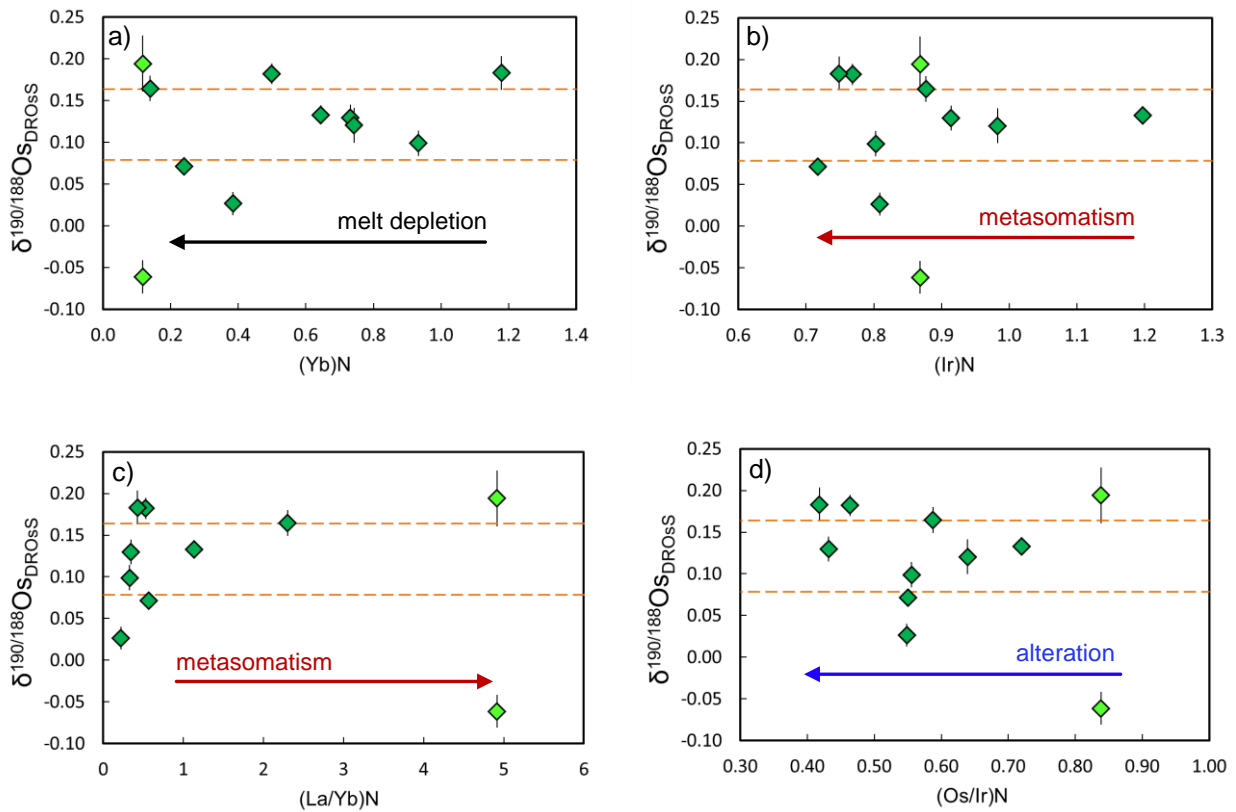 a)
δ¹⁹⁰/¹⁸⁸Os_DROsS
0.25
0.20
0.15
0.10
0.05
0.00
-0.05
-0.10
melt depletion
0.0 0.2 0.4 0.6 0.8 1.0 1.2 1.4
(Yb)N
b)
δ¹⁹⁰/¹⁸⁸Os_DROsS
0.25
0.20
0.15
0.10
0.05
0.00
-0.05
-0.10
metasomatism
0.6 0.7 0.8 0.9 1.0 1.1 1.2 1.3
(Ir)N
c)
δ¹⁹⁰/¹⁸⁸Os_DROsS
0.25
0.20
0.15
0.10
0.05
0.00
-0.05
-0.10
metasomatism
0 1 2 3 4 5 6
(La/Yb)N
d)
δ¹⁹⁰/¹⁸⁸Os_DROsS
0.25
0.20
0.15
0.10
0.05
0.00
-0.05
-0.10
alteration
0.30 0.40 0.50 0.60 0.70 0.80 0.90 1.00
(Os/Ir)N